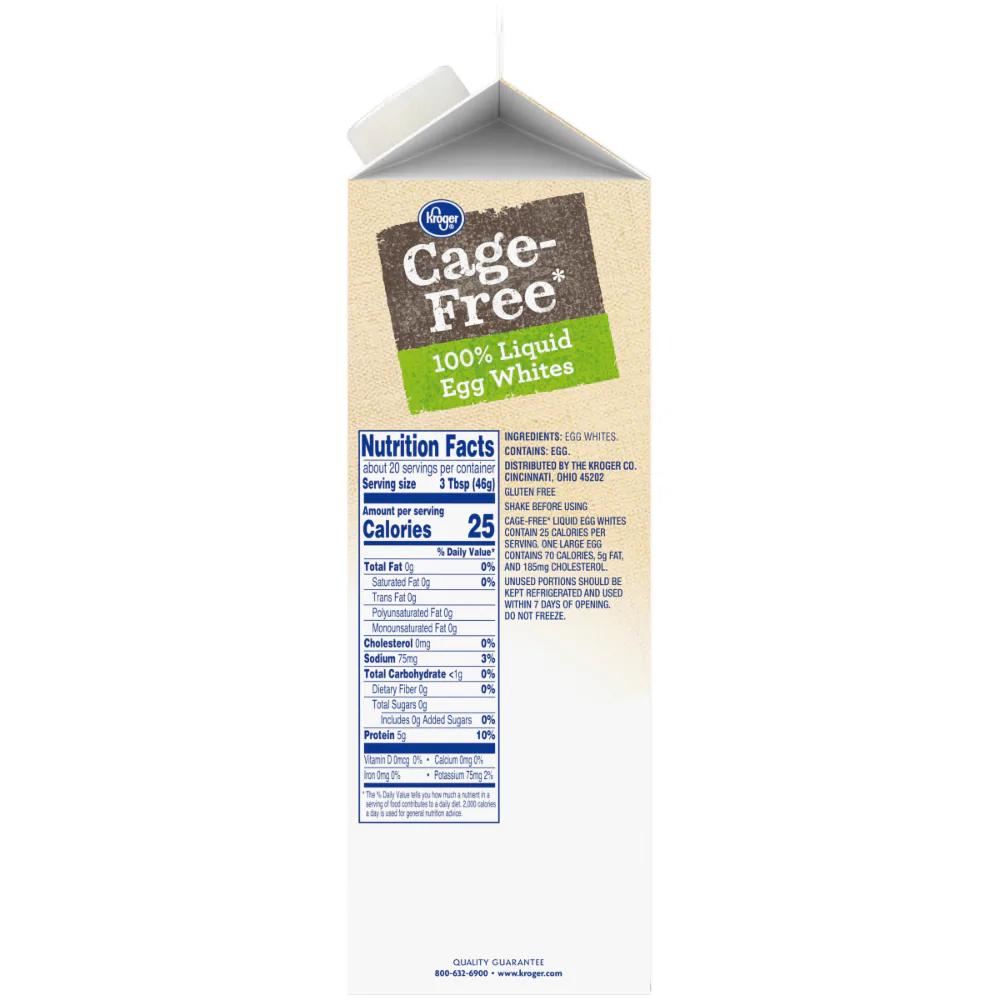 Kroger®
Cage-
Free*
100% Liquid
Egg Whites
Nutrition Facts
about 20 servings per container
Serving size 3 Tbsp (46g)
Amount per serving
Calories 25
% Daily Value*
Total Fat 0g 0%
Saturated Fat 0g 0%
Trans Fat 0g
Polyunsaturated Fat 0g
Monounsaturated Fat 0g
Cholesterol 0mg 0%
Sodium 75mg 3%
Total Carbohydrate <1g 0%
Dietary Fiber 0g 0%
Total Sugars 0g
Includes 0g Added Sugars 0%
Protein 5g 10%
Vitamin D 0mcg 0% • Calcium 0mg 0%
Iron 0mg 0% • Potassium 75mg 2%
* The % Daily Value tells you how much a nutrient in a
serving of food contributes to a daily diet. 2,000 calories
a day is used for general nutrition advice.
INGREDIENTS: EGG WHITES.
CONTAINS: EGG.
DISTRIBUTED BY THE KROGER CO.
CINCINNATI, OHIO 45202
GLUTEN FREE
SHAKE BEFORE USING
CAGE-FREE* LIQUID EGG WHITES
CONTAIN 25 CALORIES PER
SERVING. ONE LARGE EGG
CONTAINS 70 CALORIES, 5g FAT,
AND 185mg CHOLESTEROL.
UNUSED PORTIONS SHOULD BE
KEPT REFRIGERATED AND USED
WITHIN 7 DAYS OF OPENING.
DO NOT FREEZE.
QUALITY GUARANTEE
800-632-6900 • www.kroger.com